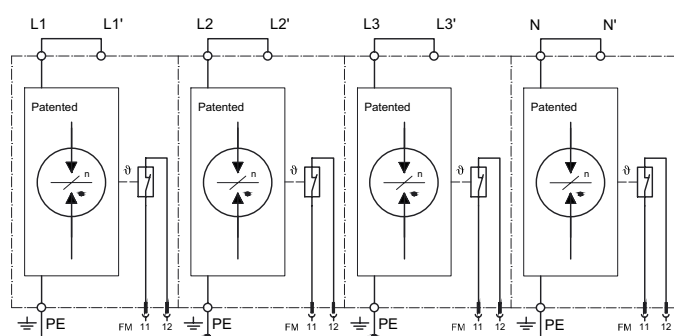 L1 L1' L2 L2' L3 L3' N N'
Patented Patented Patented Patented
n n n n
ϑ ϑ ϑ ϑ
PE FM 11 12 PE FM 11 12 PE FM 11 12 PE FM 11 12